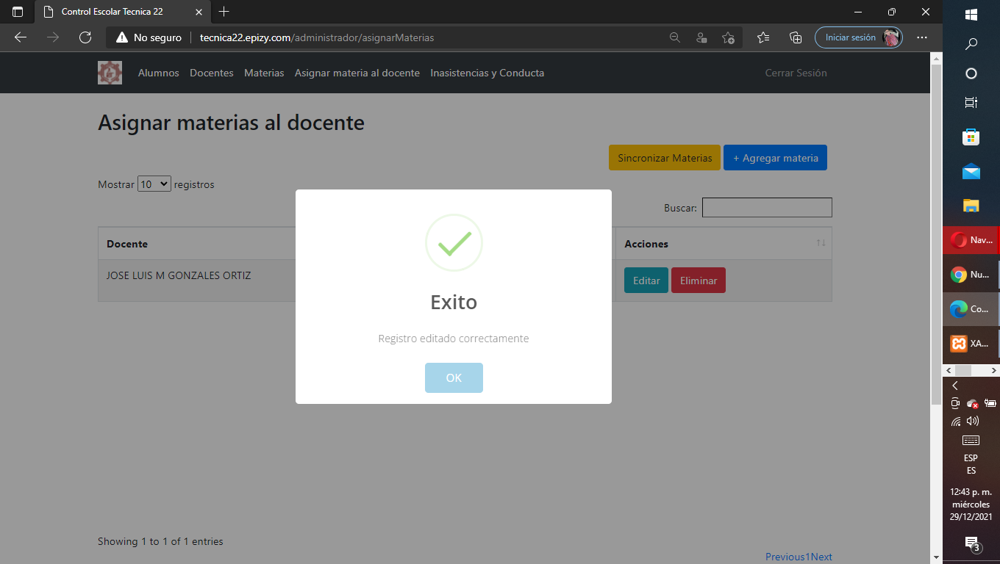 Control Escolar Tecnica 22
No seguro
tecnica22.epizy.com/administrador/asignarMaterias
Iniciar sesión
Alumnos Docentes Materias Asignar materia al docente Inasistencias y Conducta Cerrar Sesión
Asignar materias al docente
Sincronizar Materias + Agregar materia
Mostrar 10 registros
Buscar:
Docente Acciones
JOSE LUIS M GONZALES ORTIZ Editar Eliminar
Exito
Registro editado correctamente
OK
Showing 1 to 1 of 1 entries
Previous1Next
Nav...
Nu...
Co...
XA...
ESP
ES
12:43 p. m.
miércoles
29/12/2021
3